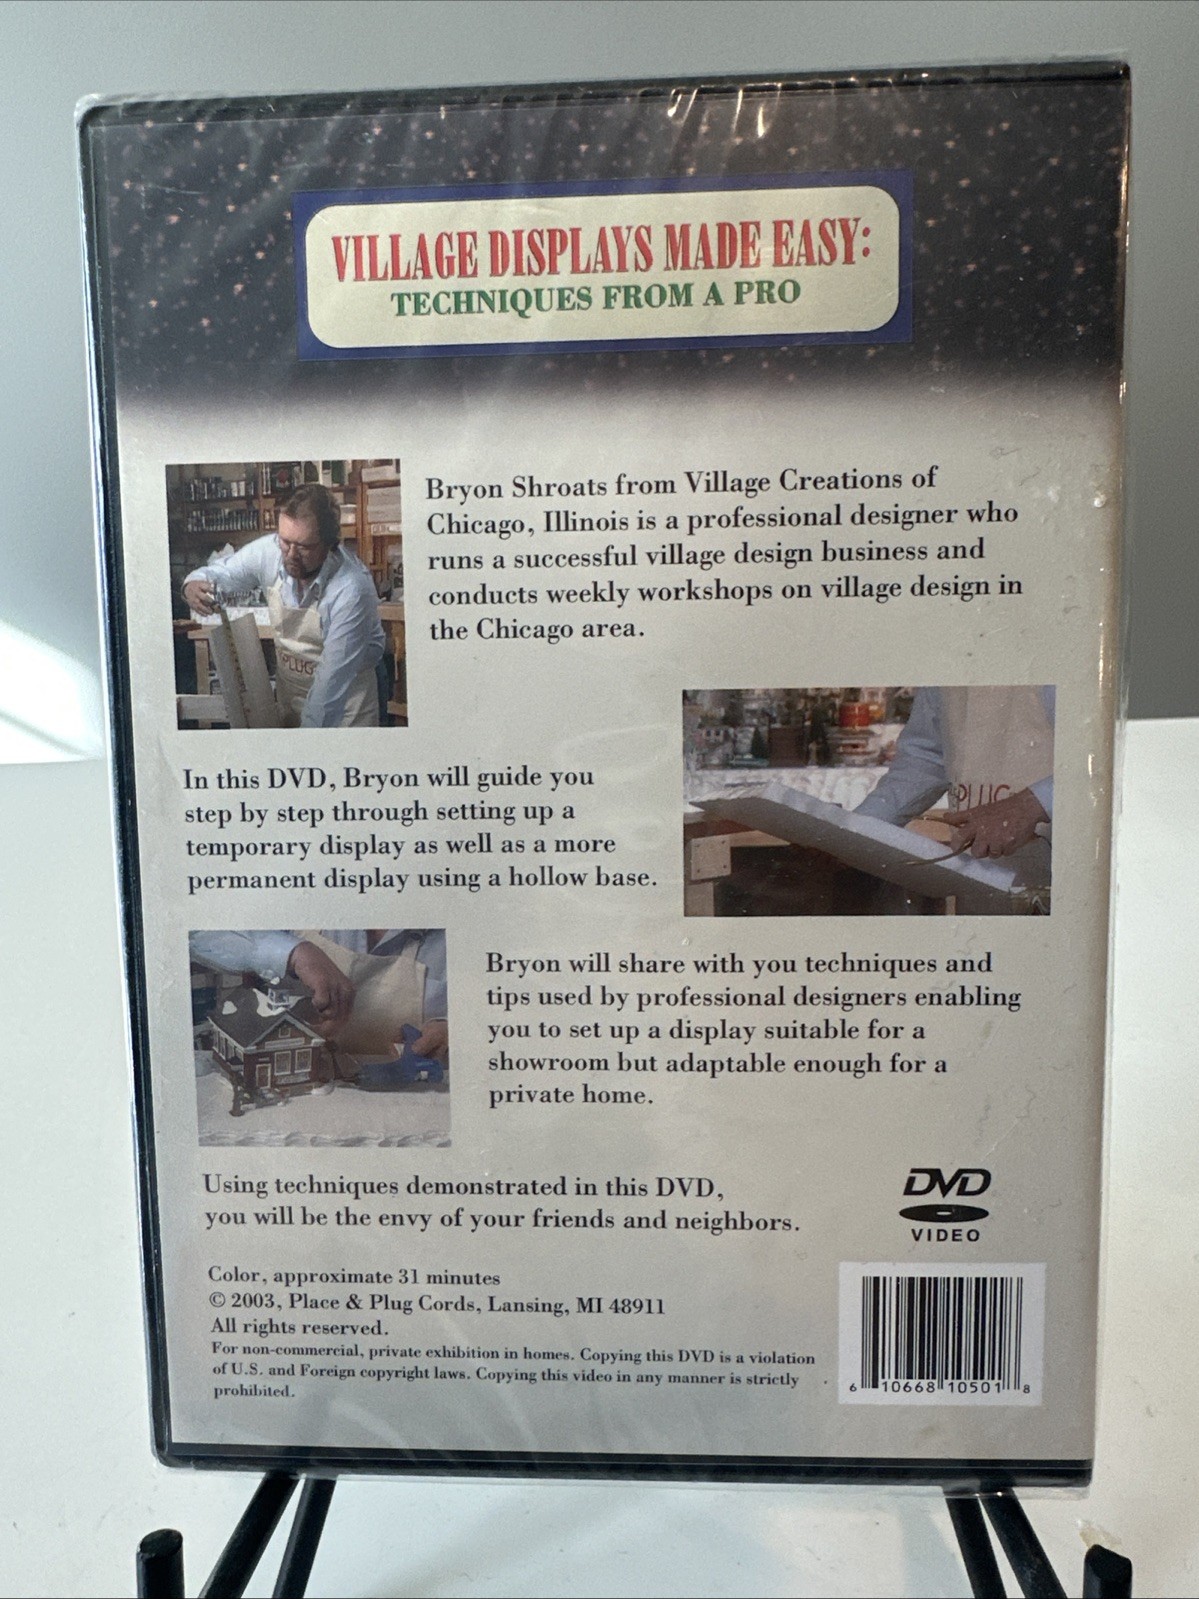 VILLAGE DISPLAYS MADE EASY:
TECHNIQUES FROM A PRO
Bryon Shroats from Village Creations of
Chicago, Illinois is a professional designer who
runs a successful village design business and
conducts weekly workshops on village design in
the Chicago area.
PLUG
In this DVD, Bryon will guide you
step by step through setting up a
temporary display as well as a more
permanent display using a hollow base.
PLUG
Bryon will share with you techniques and
tips used by professional designers enabling
you to set up a display suitable for a
showroom but adaptable enough for a
private home.
Using techniques demonstrated in this DVD,
you will be the envy of your friends and neighbors.
DVD
VIDEO
Color, approximate 31 minutes
© 2003, Place & Plug Cords, Lansing, MI 48911
All rights reserved.
For non-commercial, private exhibition in homes. Copying this DVD is a violation
of U.S. and Foreign copyright laws. Copying this video in any manner is strictly
prohibited.
6 10668 10501 8